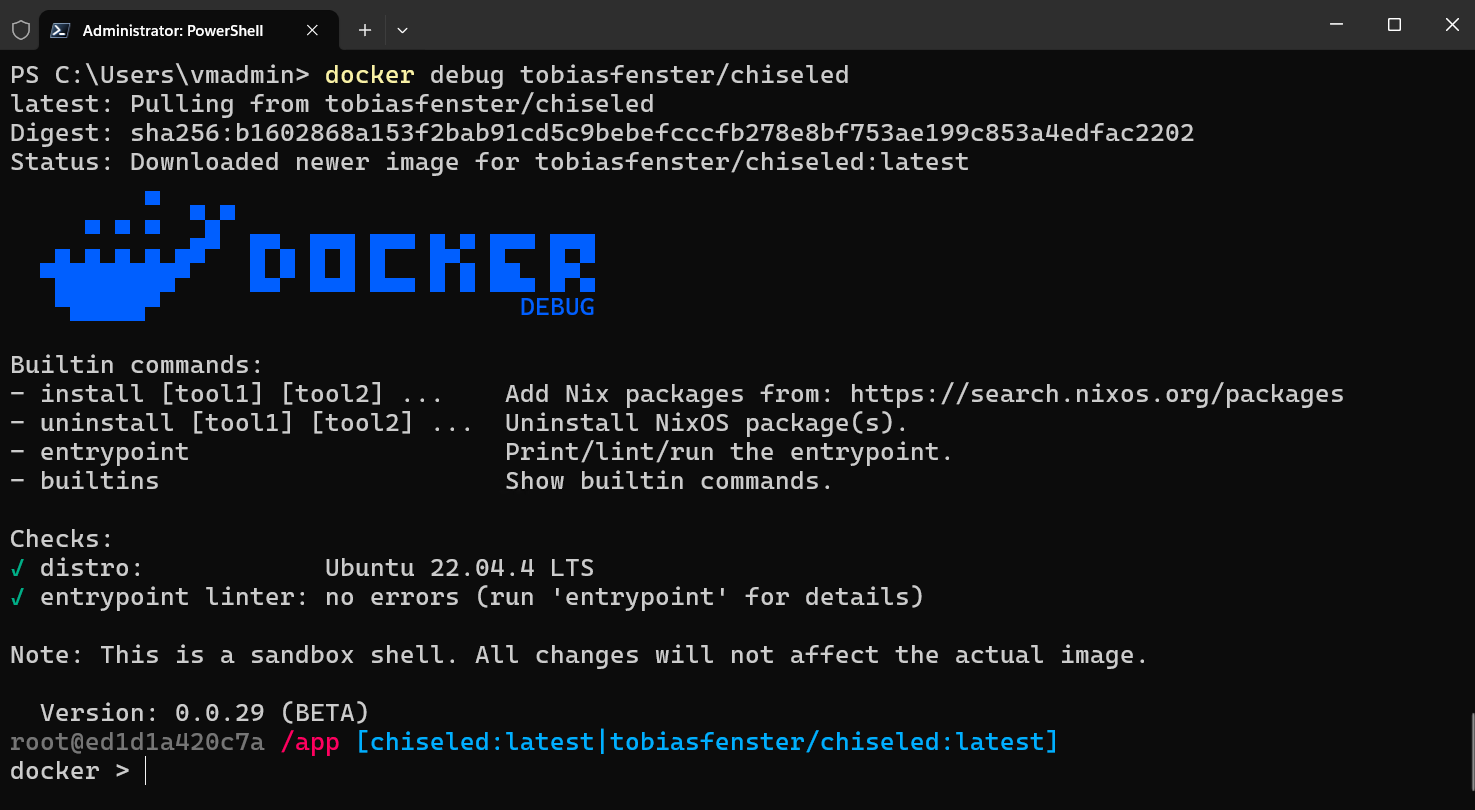 Administrator: PowerShell
PS C:\Users\vmadmin> docker debug tobiasfenster/chiseled
latest: Pulling from tobiasfenster/chiseled
Digest: sha256:b1602868a153f2bab91cd5c9bebefcccfb278e8bf753ae199c853a4edfac2202
Status: Downloaded newer image for tobiasfenster/chiseled:latest
DOCKER
DEBUG
Builtin commands:
- install [tool1] [tool2] ...    Add Nix packages from: https://search.nixos.org/packages
- uninstall [tool1] [tool2] ...  Uninstall NixOS package(s).
- entrypoint                     Print/lint/run the entrypoint.
- builtins                       Show builtin commands.
Checks:
√ distro:            Ubuntu 22.04.4 LTS
√ entrypoint linter: no errors (run 'entrypoint' for details)
Note: This is a sandbox shell. All changes will not affect the actual image.
Version: 0.0.29 (BETA)
root@ed1d1a420c7a /app [chiseled:latest|tobiasfenster/chiseled:latest]
docker >